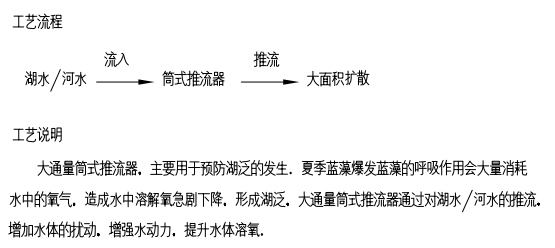 工艺流程
流入 推流
湖水/河水 筒式推流器 大面积扩散
工艺说明
大通量筒式推流器.主要用于预防湖泛的发生.夏季蓝藻爆发蓝藻的呼吸作用会大量消耗
水中的氧气.造成水中溶解氧急剧下降.形成湖泛.大通量筒式推流器通过对湖水/河水的推流.
增加水体的扰动.增强水动力.提升水体溶氧.